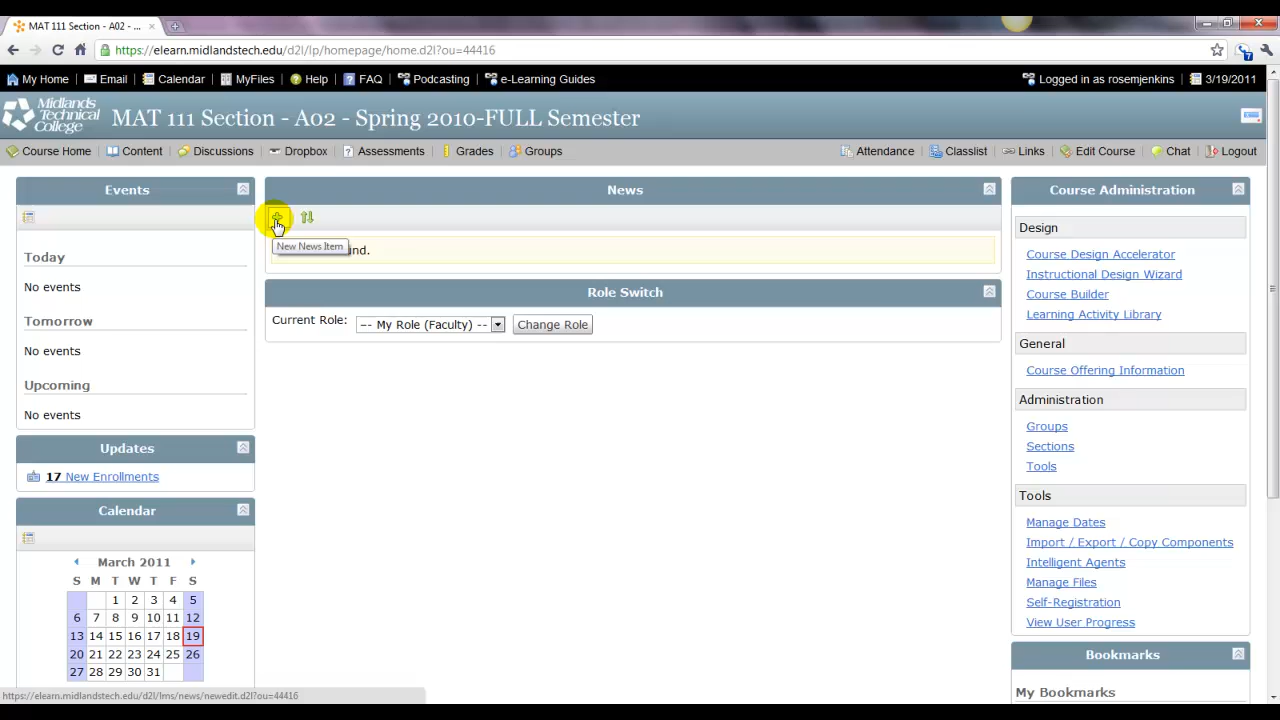 MAT 111 Section - A02 - ...
https://elearn.midlandstech.edu/d2l/lp/homepage/home.d2l?ou=44416
7
My Home Email Calendar MyFiles Help FAQ Podcasting e-Learning Guides Logged in as rosemjenkins 3/19/2011
Midlands
Technical
College
MAT 111 Section - A02 - Spring 2010-FULL Semester
Course Home Content Discussions Dropbox Assessments Grades Groups Attendance Classlist Links Edit Course Chat Logout
Events
Today
No events
Tomorrow
No events
Upcoming
No events
Updates
17 New Enrollments
Calendar
March 2011
S M T W T F S
1 2 3 4 5
6 7 8 9 10 11 12
13 14 15 16 17 18 19
20 21 22 23 24 25 26
27 28 29 30 31
News
New News Item
ind.
Role Switch
Current Role: -- My Role (Faculty) -- Change Role
Course Administration
Design
Course Design Accelerator
Instructional Design Wizard
Course Builder
Learning Activity Library
General
Course Offering Information
Administration
Groups
Sections
Tools
Tools
Manage Dates
Import / Export / Copy Components
Intelligent Agents
Manage Files
Self-Registration
View User Progress
Bookmarks
My Bookmarks
https://elearn.midlandstech.edu/d2l/lms/news/newedit.d2l?ou=44416